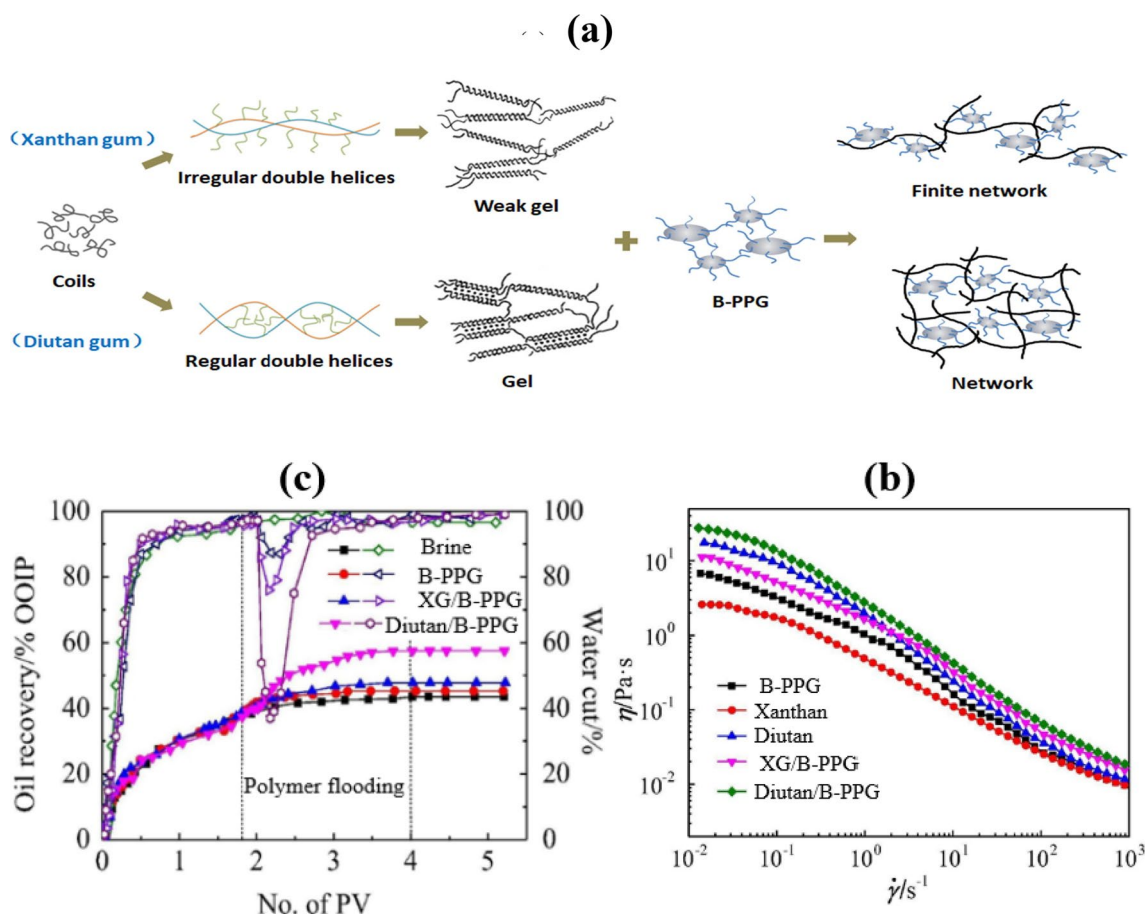 (a)
(Xanthan gum)
Irregular double helices
Weak gel
Finite network
Coils
B-PPG
(Diutan gum)
Regular double helices
Gel
Network
(c)
Oil recovery/% OOIP
100
80
60
40
20
0
Brine
B-PPG
XG/B-PPG
Diutan/B-PPG
Polymer flooding
100
80
60
40
20
0
Water cut/%
0 1 2 3 4 5
No. of PV
(b)
η/Pa·s
10¹
10⁰
10⁻¹
10⁻²
B-PPG
Xanthan
Diutan
XG/B-PPG
Diutan/B-PPG
10⁻² 10⁻¹ 10⁰ 10¹ 10² 10³
γ̇/s⁻¹